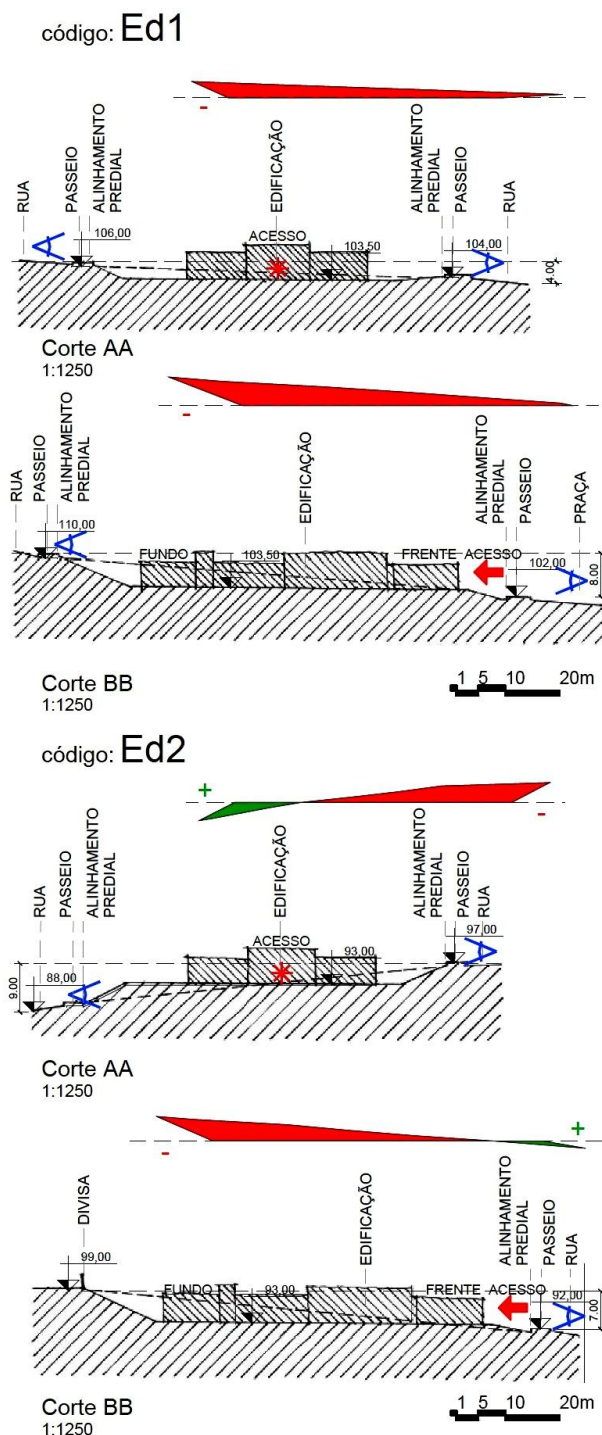 código: Ed1
-
RUA
PASSEIO
ALINHAMENTO
PREDIAL
EDIFICAÇÃO
ALINHAMENTO
PREDIAL
PASSEIO
RUA
106,00
ACESSO
103,50
104,00
4.00
Corte AA
1:1250
-
RUA
PASSEIO
ALINHAMENTO
PREDIAL
EDIFICAÇÃO
ALINHAMENTO
PREDIAL
PASSEIO
PRAÇA
110,00
FUNDO
103,50
FRENTE
ACESSO
102,00
8.00
Corte BB
1:1250
1 5 10 20m
código: Ed2
+
-
RUA
PASSEIO
ALINHAMENTO
PREDIAL
EDIFICAÇÃO
ALINHAMENTO
PREDIAL
PASSEIO
RUA
97,00
ACESSO
93,00
88,00
9.00
Corte AA
1:1250
-
+
DIVISA
EDIFICAÇÃO
ALINHAMENTO
PREDIAL
PASSEIO
RUA
99,00
FUNDO
93,00
FRENTE
ACESSO
92,00
7.00
Corte BB
1:1250
1 5 10 20m